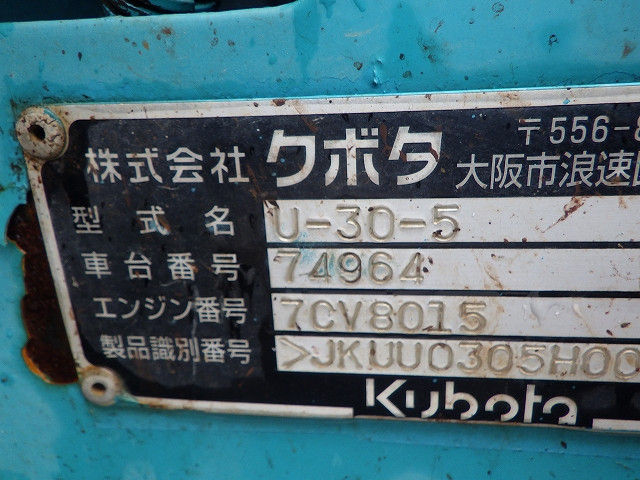 株式会社 クボタ 〒556-8
大阪市浪速区
型式名 U-30-5
車台番号 74964
エンジン番号 7CV8015
製品識別番号 >JKUU0305H00
Kubota